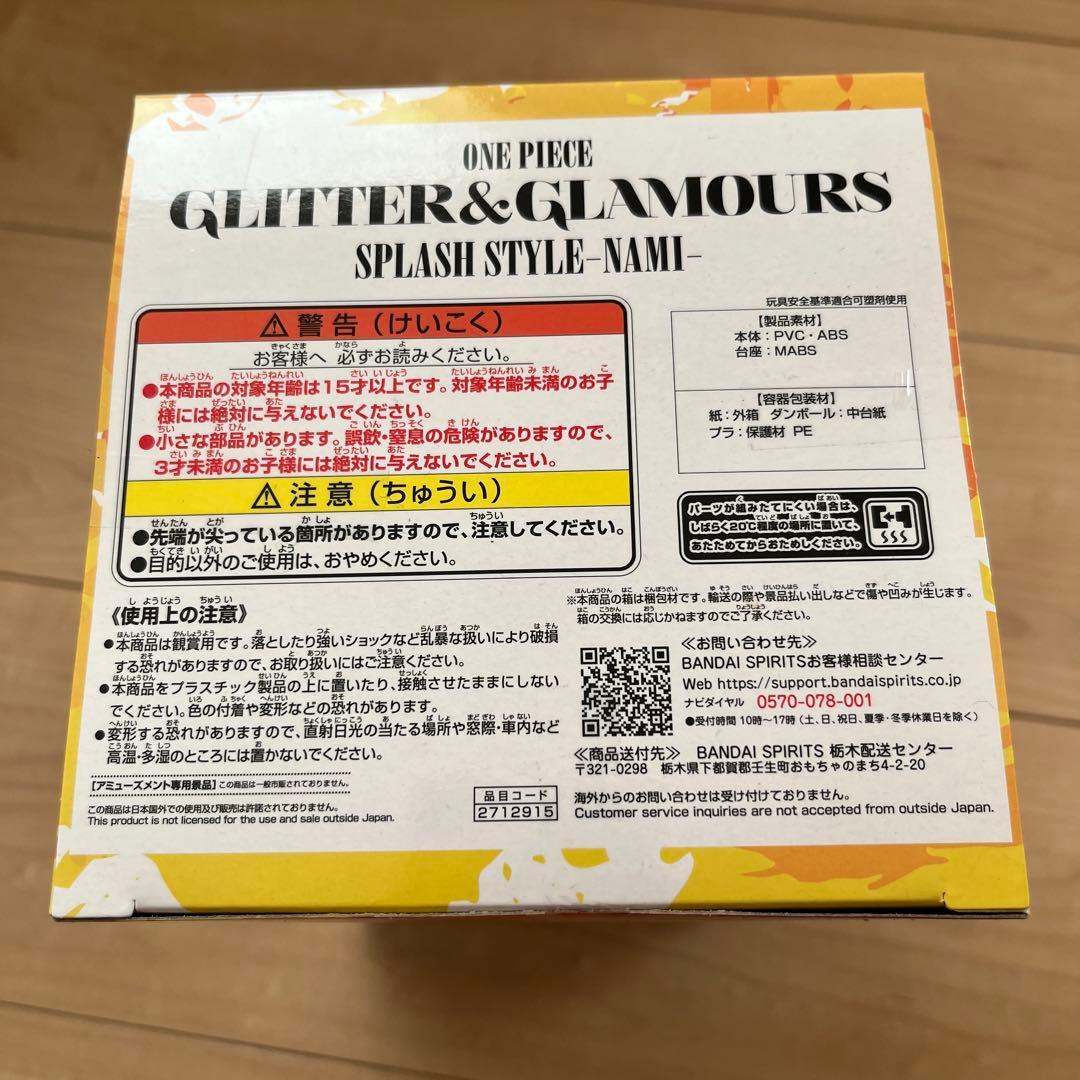 ONE PIECE
GLITTER&GLAMOURS
SPLASH STYLE-NAMI-
玩具安全基準適合可塑剤使用
⚠警告(けいこく)
お客様へ 必ずお読みください。
●本商品の対象年齢は15才以上です。対象年齢未満のお子
様には絶対に与えないでください。
●小さな部品があります。誤飲・窒息の危険がありますので、
3才未満のお子様には絶対に与えないでください。
⚠注意(ちゅうい)
●先端が尖っている箇所がありますので、注意してください。
●目的以外のご使用は、おやめください。
【製品素材】
本体:PVC・ABS
台座:MABS
【容器包装材】
紙:外箱 ダンボール:中台紙
プラ:保護材 PE
パーツが組みたてにくい場合は、
しばらく20℃程度の場所に置いて、
あたためてからおためしください。
《使用上の注意》
●本商品は観賞用です。落としたり強いショックなど乱暴な扱いにより破損
する恐れがありますので、お取り扱いにはご注意ください。
●本商品をプラスチック製品の上に置いたり、接触させたままにしない
でください。色の付着や変形などの恐れがあります。
●変形する恐れがありますので、直射日光の当たる場所や窓際・車内など
高温・多湿のところには置かないでください。
【アミューズメント専用景品】この商品は一般市販されておりません。
この商品は日本国外での使用及び販売は許諾されておりません。
This product is not licensed for the use and sale outside Japan.
品目コード
2712915
※本商品の箱は梱包材です。輸送の際や景品払い出しなどで傷や凹みが生じます。
箱の交換には応じかねますのでご了承ください。
≪お問い合わせ先≫
BANDAI SPIRITSお客様相談センター
Web https://support.bandaispirits.co.jp
ナビダイヤル 0570-078-001
●受付時間 10時~17時(土、日、祝日、夏季・冬季休業日を除く)
≪商品送付先≫ BANDAI SPIRITS 栃木配送センター
〒321-0298 栃木県下都賀郡壬生町おもちゃのまち4-2-20
海外からのお問い合わせは受け付けておりません。
Customer service inquiries are not accepted from outside Japan.